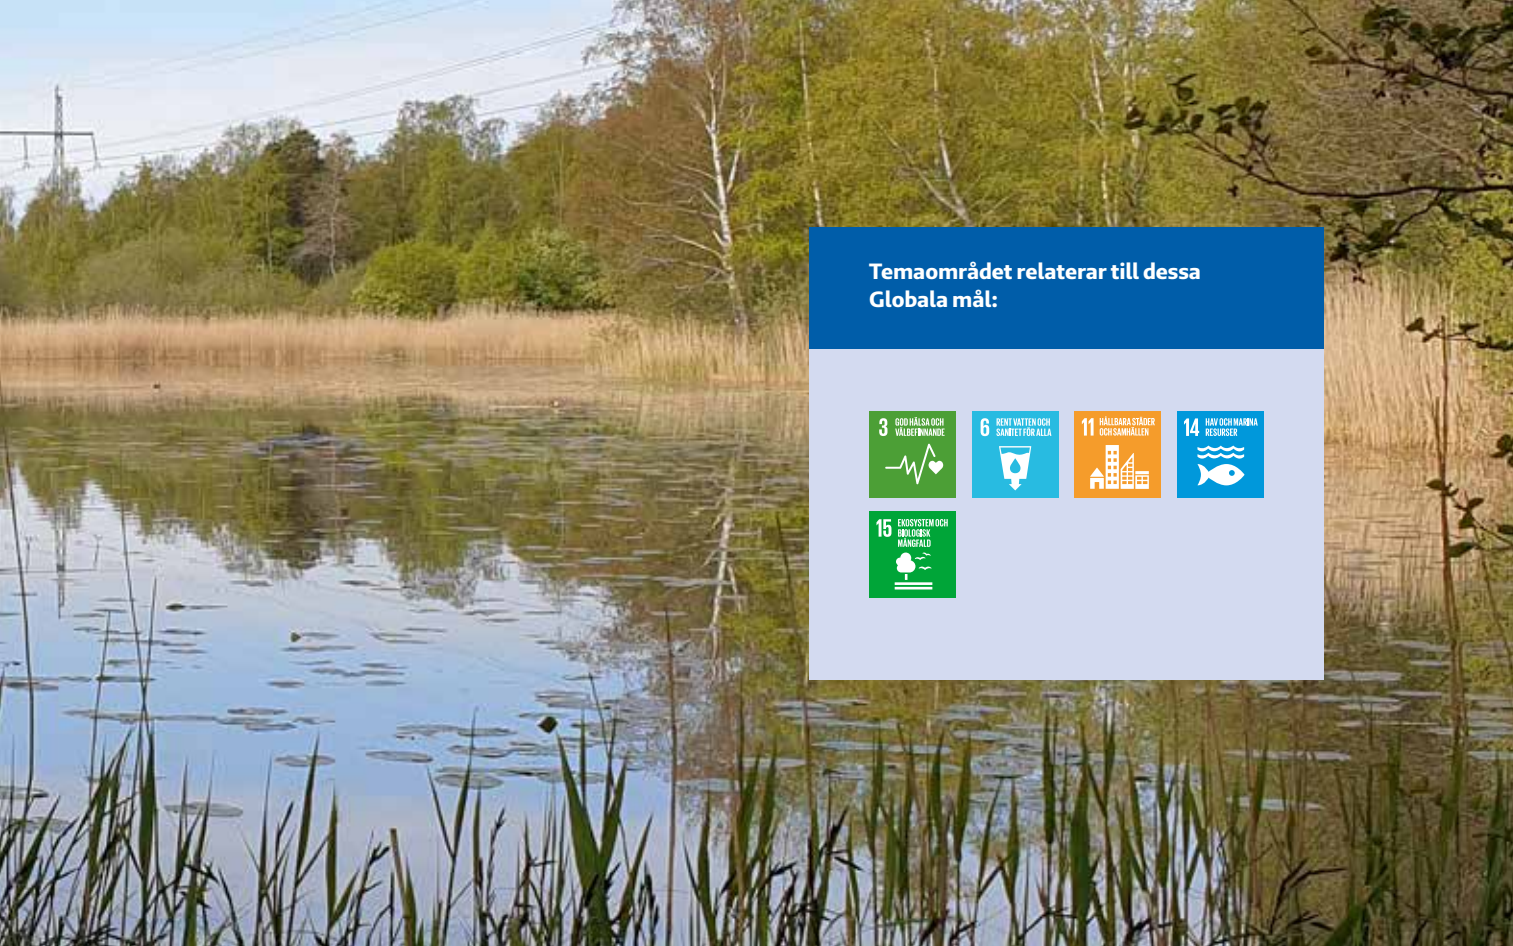 Temaområdet relaterar till dessa
Globala mål:
3 GOD HÄLSA OCH
VÄLBEFINNANDE
6 RENT VATTEN OCH
SANITET FÖR ALLA
11 HÅLLBARA STÄDER
OCH SAMHÄLLEN
14 HAV OCH MARINA
RESURSER
15 EKOSYSTEM OCH
BIOLOGISK
MÅNGFALD